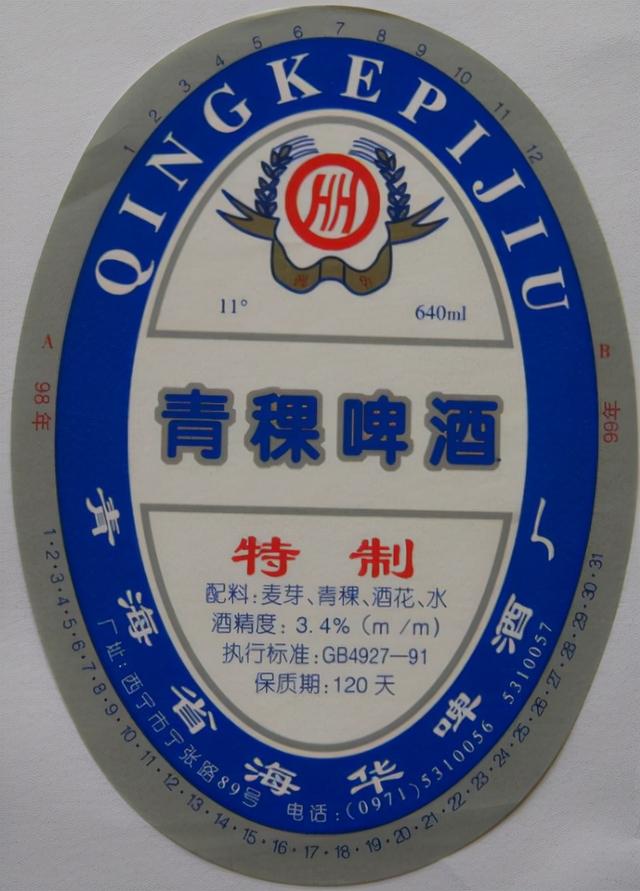 1 2 3 4 5 6 7 8 9 10 11 12
QINGKEPIJIU
HH
11° 640ml
A B
98年 99年
青稞啤酒
特制
配料:麦芽、青稞、酒花、水
酒精度: 3.4% (m/m)
执行标准:GB4927—91
保质期:120 天
青海省海华啤酒厂
厂址:西宁市宁张路89号 电话:(0971)5310056 5310057
1·2·3·4·5·6·7·8·9·10·11·12·13·14·15·16·17·18·19·20·21·22·23·24·25·26·27·28·29·30·31